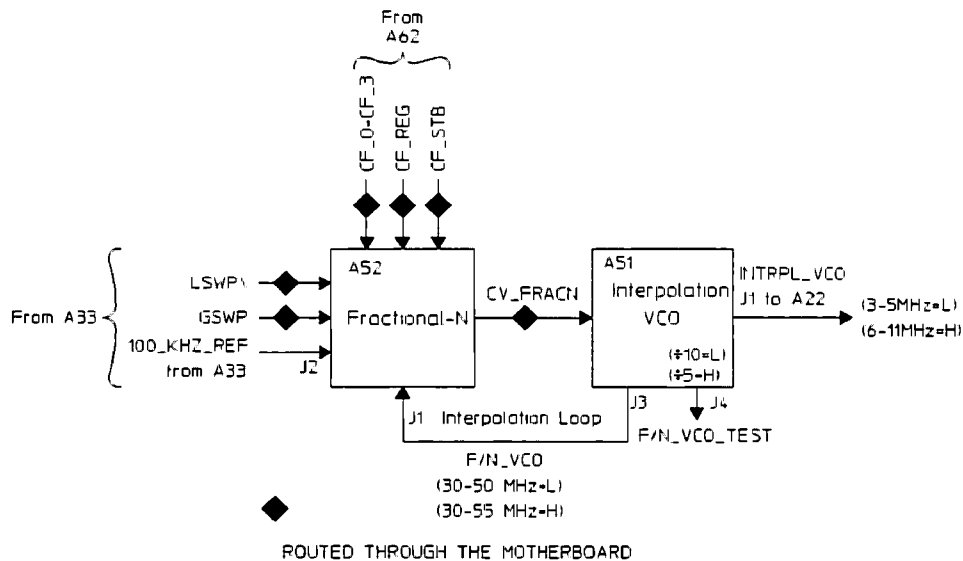 From
A62
CF_0-CF_3
CF_REG
CF_STB
A52
Fractional-N
LSWP\
GSWP
100_KHZ_REF
from A33
J2
From A33
CV_FRACN
A51
Interpolation
VCO
(÷10=L)
(÷5=H)
INTRPL_VCO
J1 to A22
(3-5MHz=L)
(6-11MHz=H)
J1 Interpolation Loop
J3
J4
F/N_VCO_TEST
F/N_VCO
(30-50 MHz=L)
(30-55 MHz=H)
ROUTED THROUGH THE MOTHERBOARD